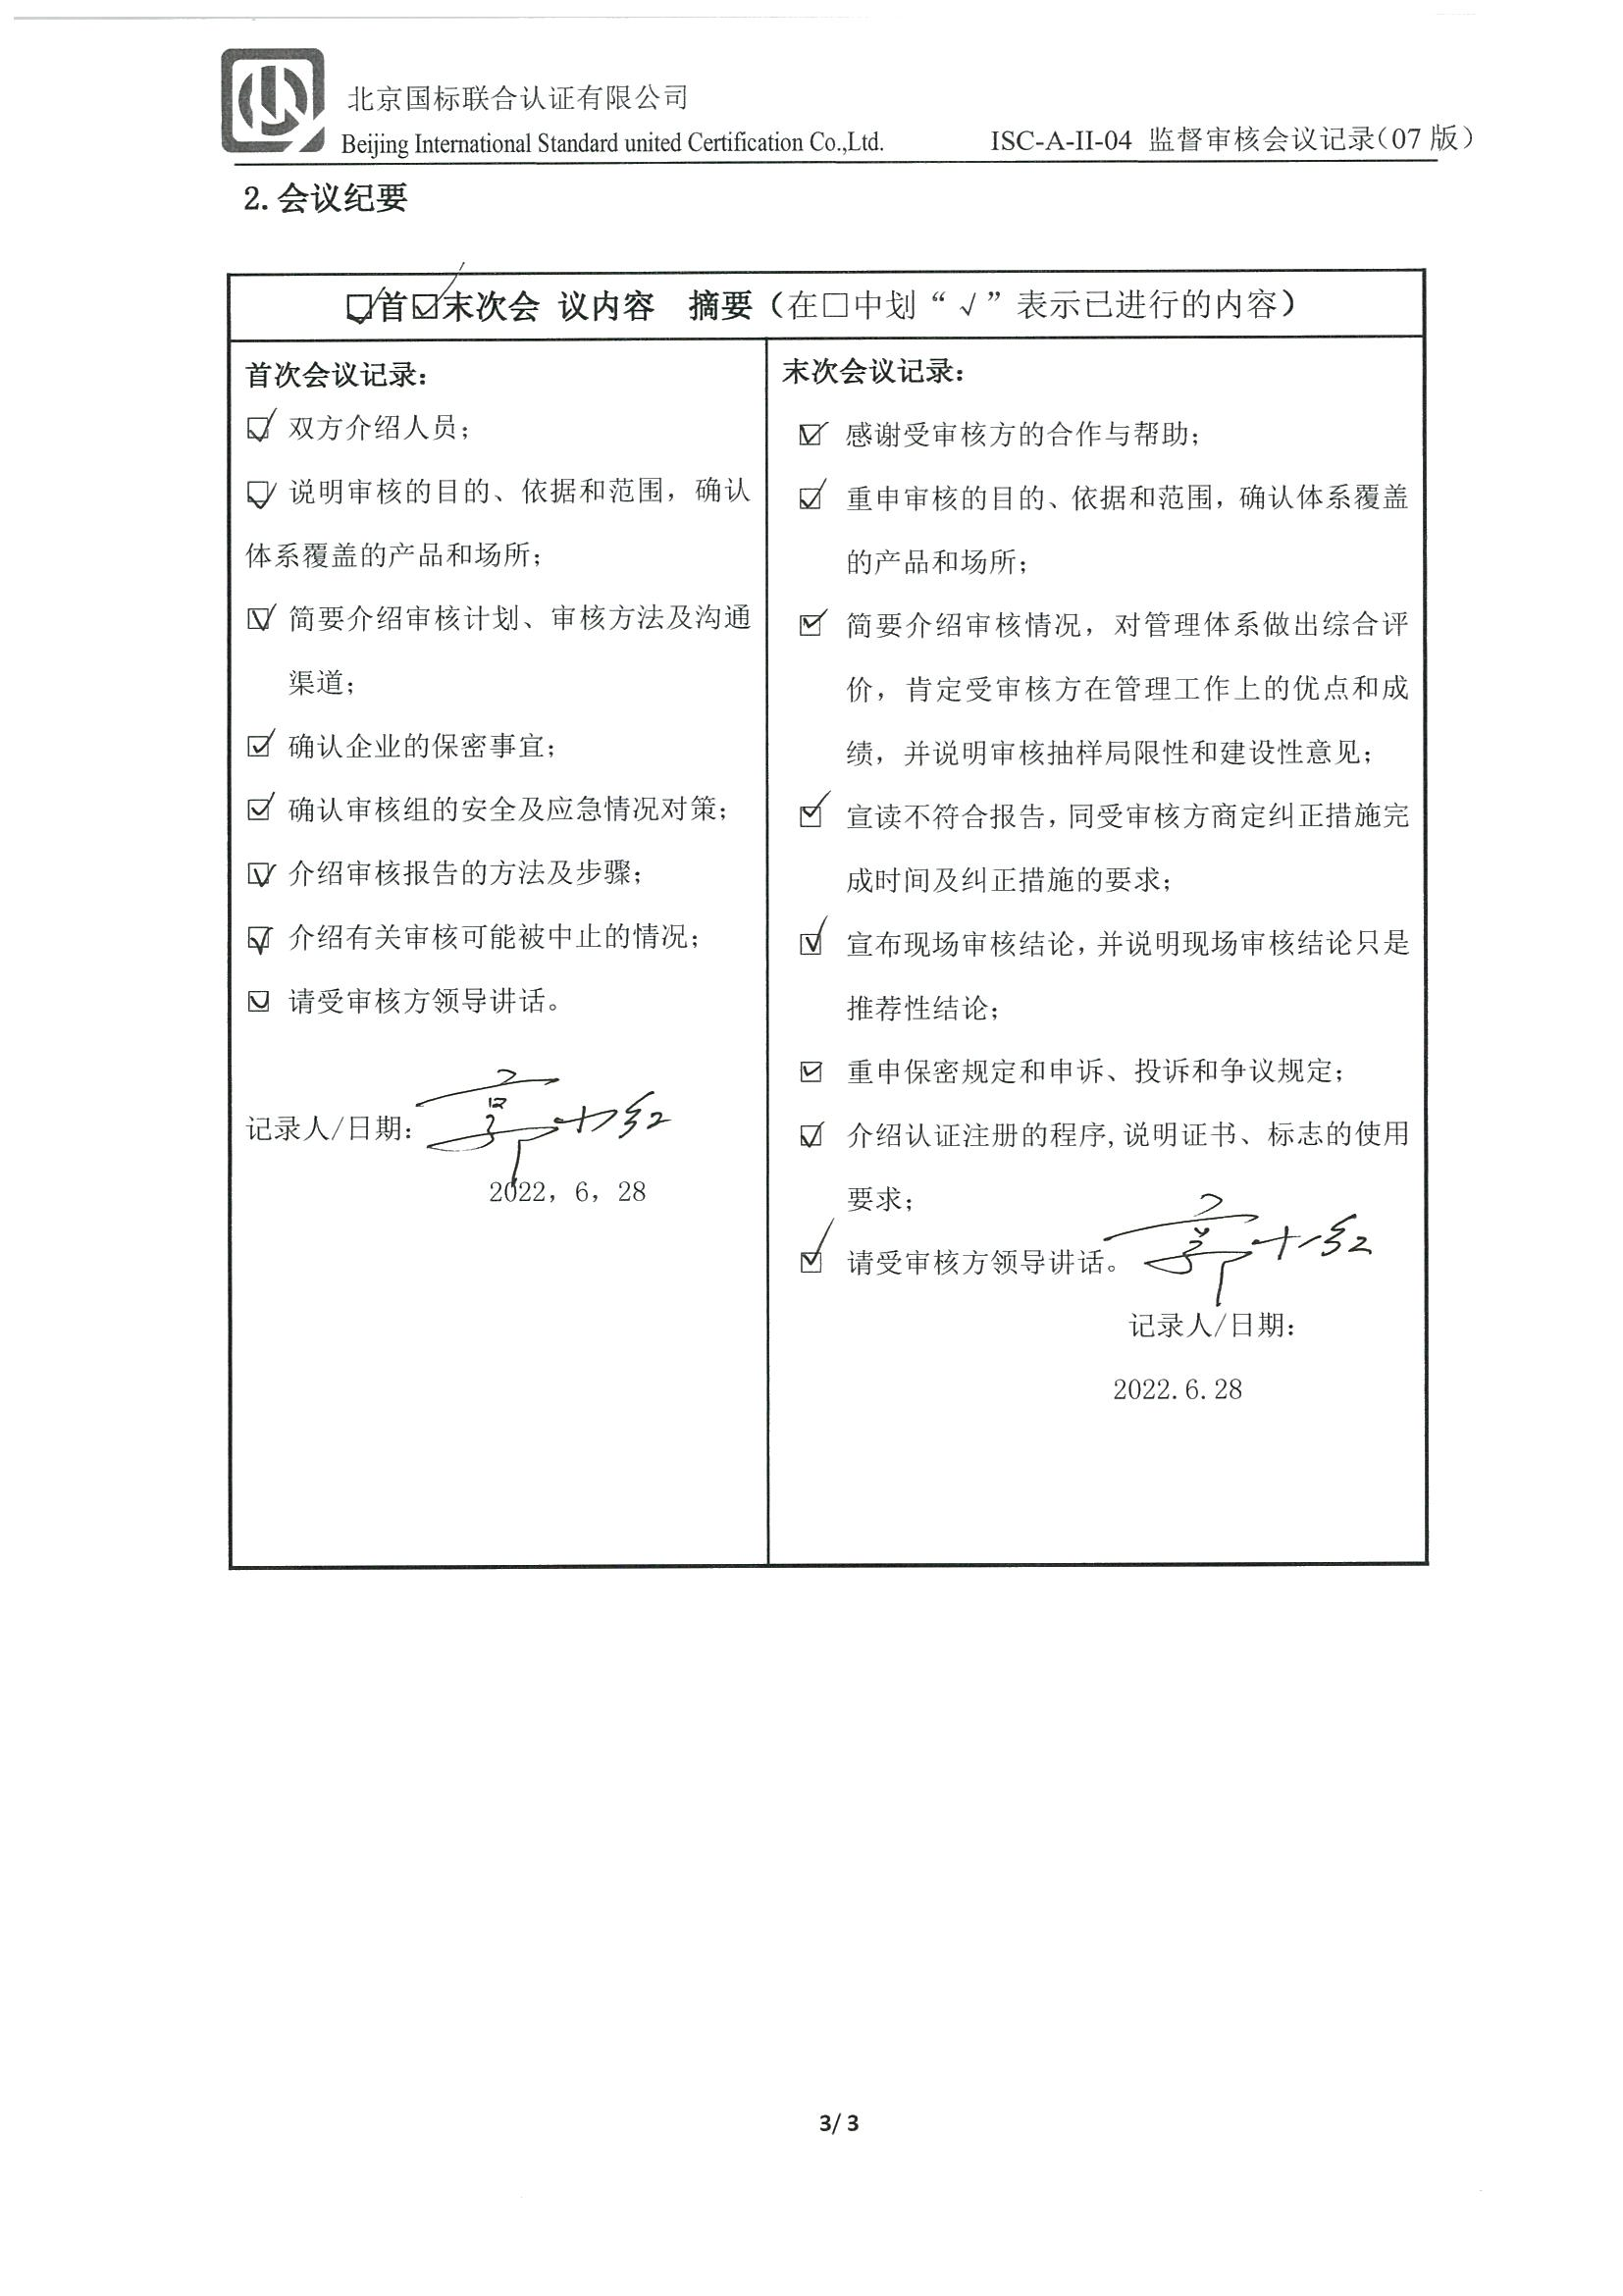 北京国标联合认证有限公司
Beijing International Standard united Certification Co.,Ltd.
ISC-A-II-04 监督审核会议记录(07版)
2.会议纪要
☑首☑末次会 议内容 摘要(在□中划“√”表示已进行的内容)
首次会议记录:
☑ 双方介绍人员;
☑ 说明审核的目的、依据和范围,确认
体系覆盖的产品和场所;
☑ 简要介绍审核计划、审核方法及沟通
渠道;
☑ 确认企业的保密事宜;
☑ 确认审核组的安全及应急情况对策;
☑ 介绍审核报告的方法及步骤;
☑ 介绍有关审核可能被中止的情况;
☑ 请受审核方领导讲话。
记录人/日期:
2022, 6, 28
末次会议记录:
☑ 感谢受审核方的合作与帮助;
☑ 重申审核的目的、依据和范围,确认体系覆盖
的产品和场所;
☑ 简要介绍审核情况,对管理体系做出综合评
价,肯定受审核方在管理工作上的优点和成
绩,并说明审核抽样局限性和建设性意见;
☑ 宣读不符合报告,同受审核方商定纠正措施完
成时间及纠正措施的要求;
☑ 宣布现场审核结论,并说明现场审核结论只是
推荐性结论;
☑ 重申保密规定和申诉、投诉和争议规定;
☑ 介绍认证注册的程序,说明证书、标志的使用
要求;
☑ 请受审核方领导讲话。
记录人/日期:
2022.6.28
3/ 3